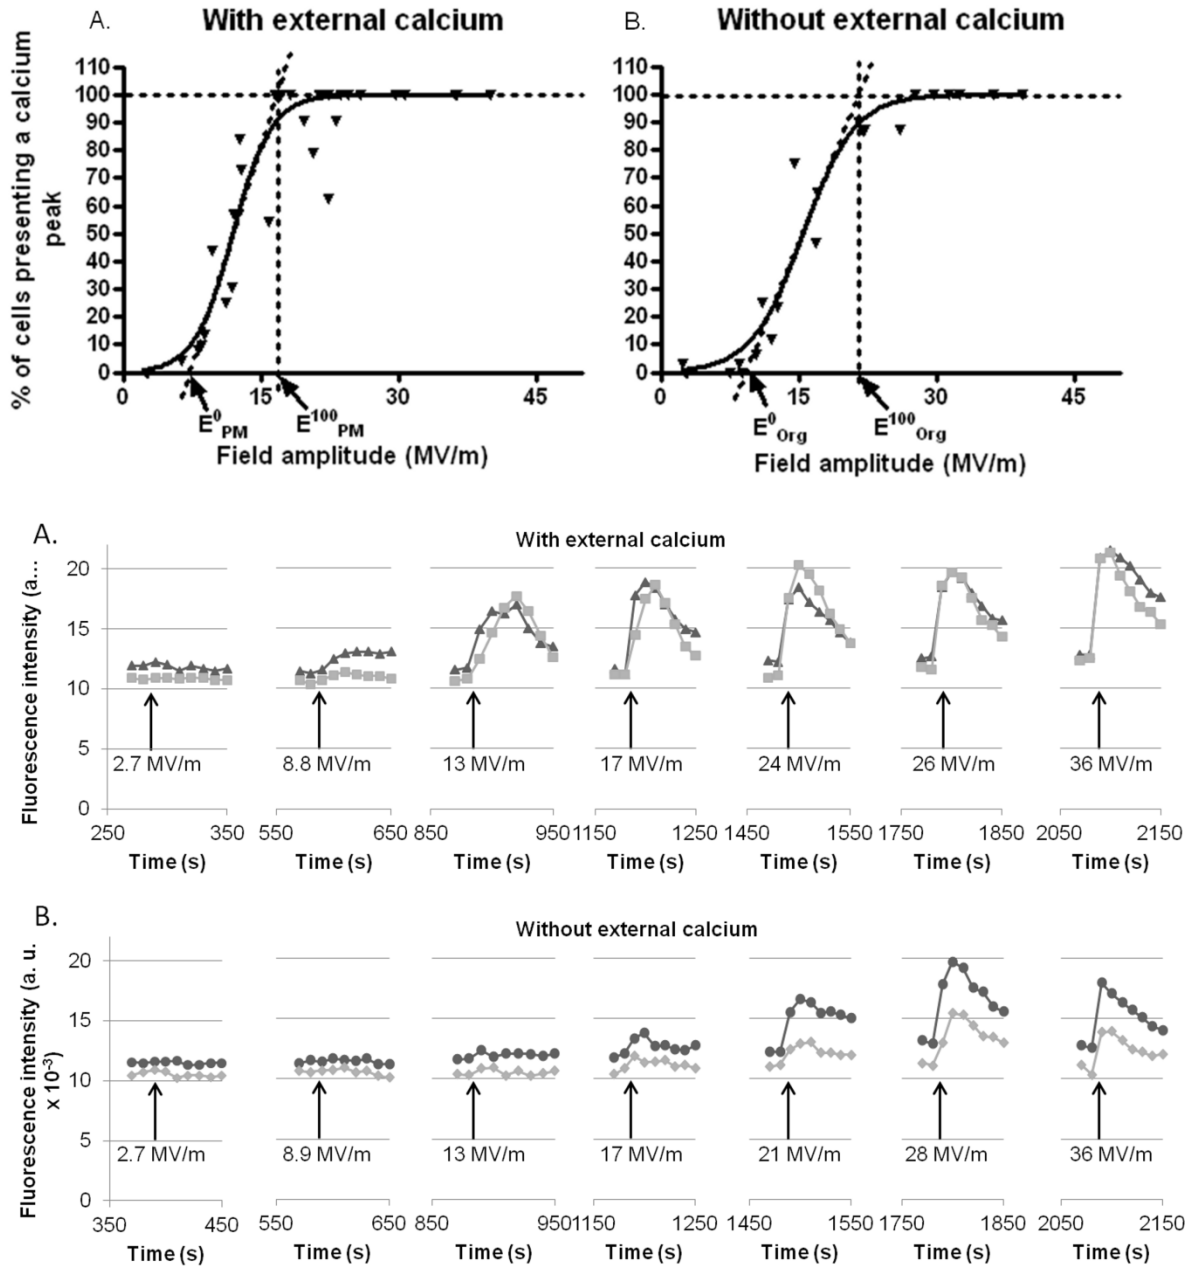 A. With external calcium
B. Without external calcium
% of cells presenting a calcium
peak
110
100
90
80
70
60
50
40
30
20
10
0
0 15 30 45
E⁰PM E¹⁰⁰PM
Field amplitude (MV/m)
110
100
90
80
70
60
50
40
30
20
10
0
0 15 30 45
E⁰Org E¹⁰⁰Org
Field amplitude (MV/m)
A.
With external calcium
Fluorescence intensity (a...
20
15
10
5
0
2.7 MV/m 8.8 MV/m 13 MV/m 17 MV/m 24 MV/m 26 MV/m 36 MV/m
250 350 550 650 850 950 1150 1250 1450 1550 1750 1850 2050 2150
Time (s) Time (s) Time (s) Time (s) Time (s) Time (s) Time (s)
B.
Without external calcium
Fluorescence intensity (a. u.
x 10⁻³)
20
15
10
5
0
2.7 MV/m 8.9 MV/m 13 MV/m 17 MV/m 21 MV/m 28 MV/m 36 MV/m
350 450 550 650 850 950 1150 1250 1450 1550 1750 1850 2050 2150
Time (s) Time (s) Time (s) Time (s) Time (s) Time (s) Time (s)